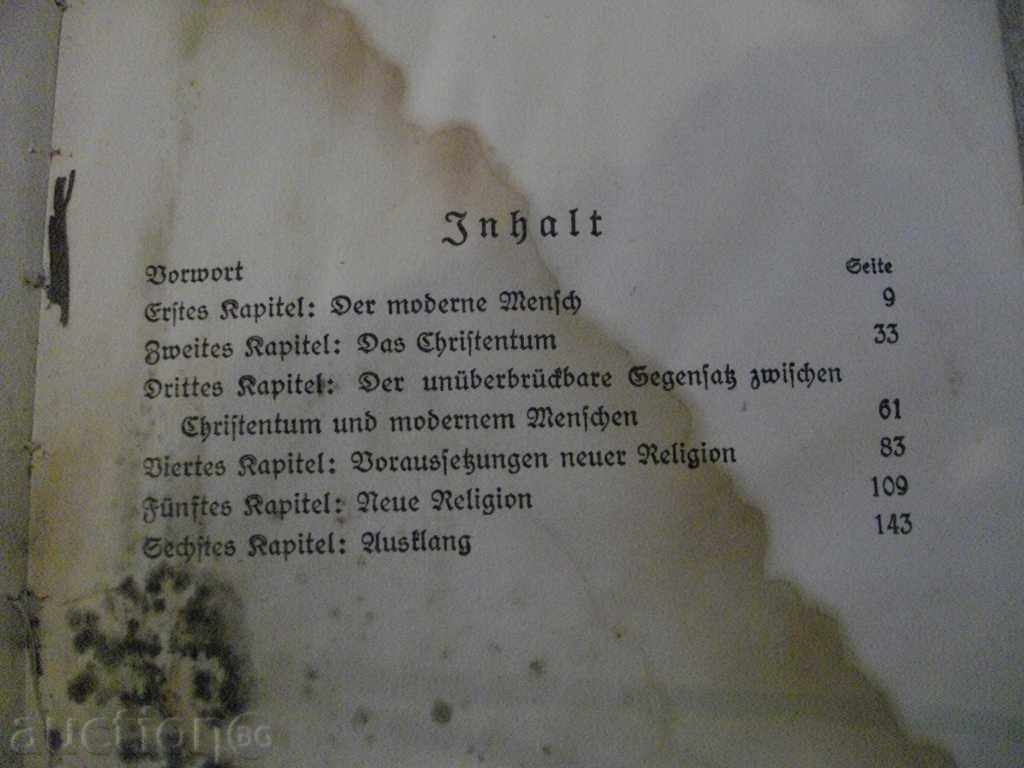 Inhalt
Vorwort Seite
Erstes Kapitel: Der moderne Mensch 9
Zweites Kapitel: Das Christentum 33
Drittes Kapitel: Der unüberbrückbare Gegensatz zwischen
Christentum und modernem Menschen 61
Viertes Kapitel: Voraussetzungen neuer Religion 83
Fünftes Kapitel: Neue Religion 109
Sechstes Kapitel: Ausklang 143
auction BG